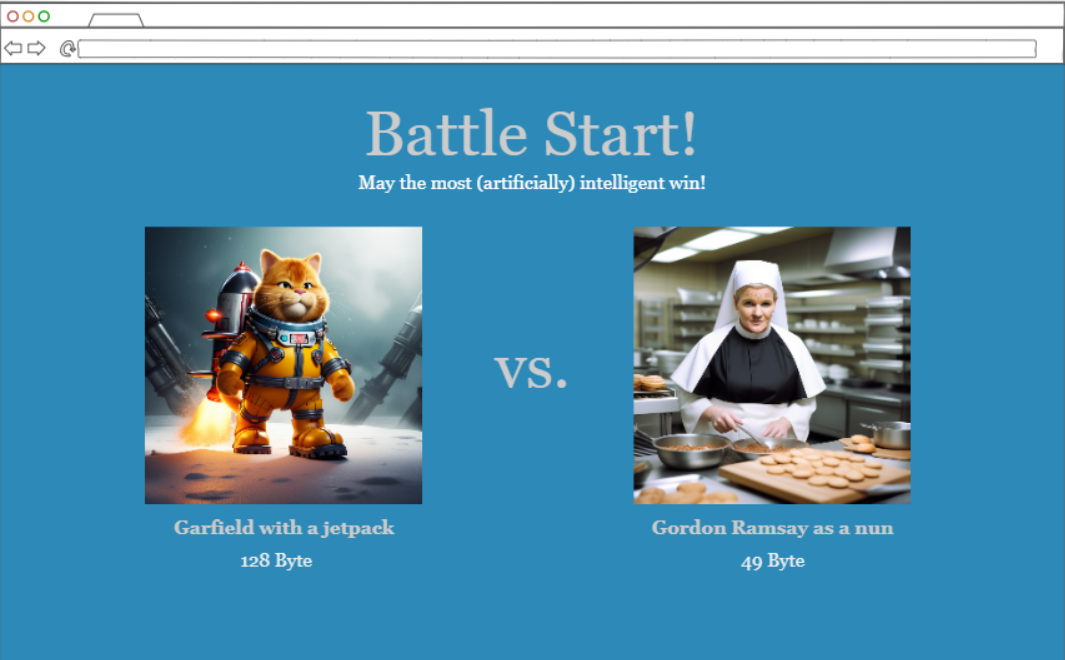 Battle Start!
May the most (artificially) intelligent win!
vs.
Garfield with a jetpack
128 Byte
Gordon Ramsay as a nun
49 Byte